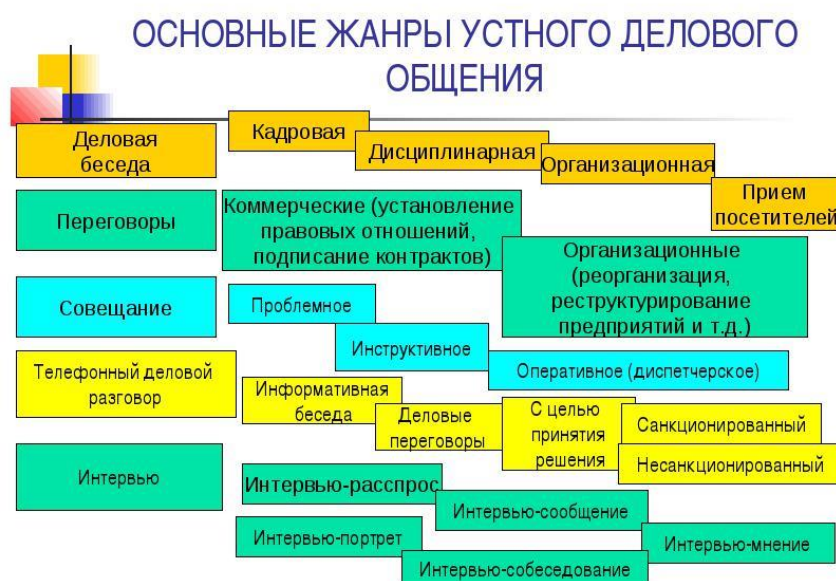 ОСНОВНЫЕ ЖАНРЫ УСТНОГО ДЕЛОВОГО
ОБЩЕНИЯ
Деловая
беседа
Кадровая
Дисциплинарная
Организационная
Прием
посетителей
Переговоры
Коммерческие (установление
правовых отношений,
подписание контрактов)
Организационные
(реорганизация,
реструктурирование
предприятий и т.д.)
Совещание
Проблемное
Инструктивное
Оперативное (диспетчерское)
Телефонный деловой
разговор
Информативная
беседа
Деловые
переговоры
С целью
принятия
решения
Санкционированный
Несанкционированный
Интервью
Интервью-расспрос
Интервью-сообщение
Интервью-портрет
Интервью-мнение
Интервью-собеседование